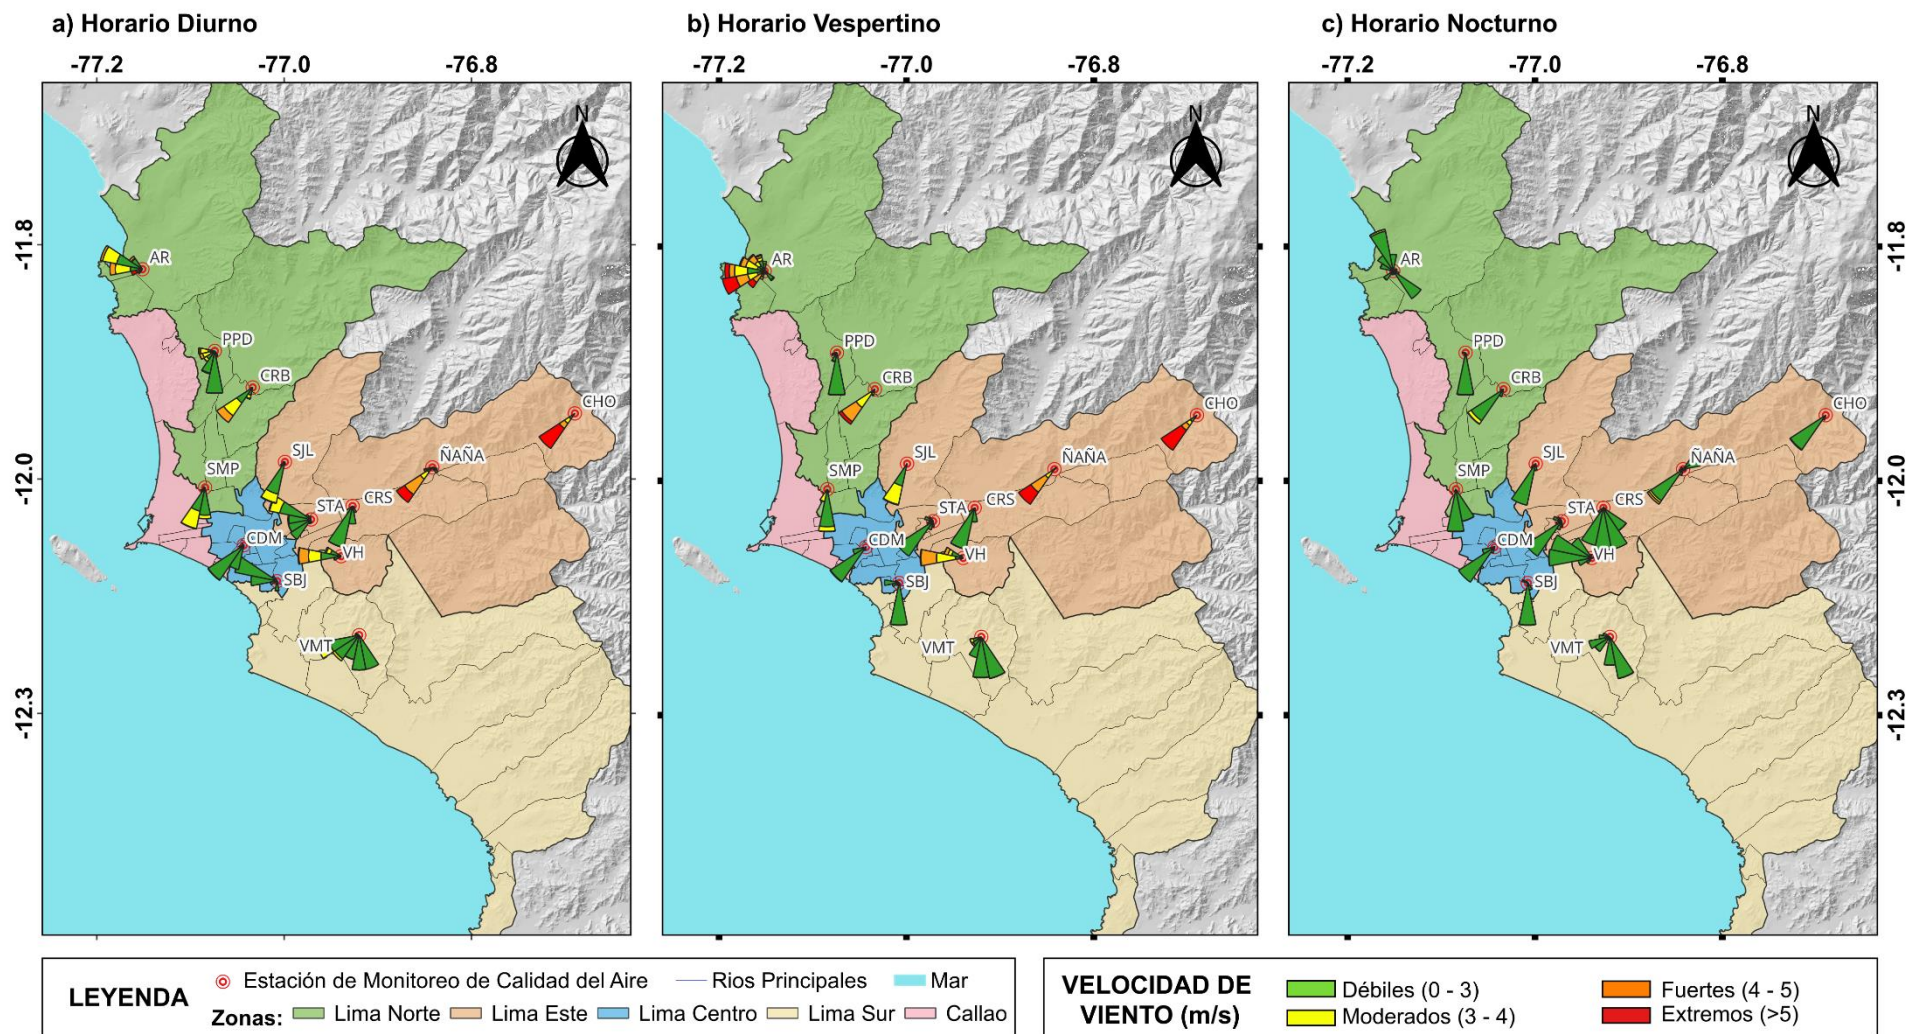 a) Horario Diurno
b) Horario Vespertino
c) Horario Nocturno
-77.2 -77.0 -76.8
-77.2 -77.0 -76.8
-77.2 -77.0 -76.8
-11.8
-12.0
-12.3
N
AR
PPD
CRB
CHO
SJL
ÑAÑA
SMP
STA
CRS
CDM
VH
SBJ
VMT
N
AR
PPD
CRB
CHO
SJL
ÑAÑA
SMP
STA
CRS
CDM
VH
SBJ
VMT
N
AR
PPD
CRB
CHO
SJL
ÑAÑA
SMP
STA
CRS
CDM
VH
SBJ
VMT
-11.8
-12.0
-12.3
LEYENDA
Estación de Monitoreo de Calidad del Aire Rios Principales Mar
Zonas: Lima Norte Lima Este Lima Centro Lima Sur Callao
VELOCIDAD DE
VIENTO (m/s)
Débiles (0 - 3) Fuertes (4 - 5)
Moderados (3 - 4) Extremos (>5)